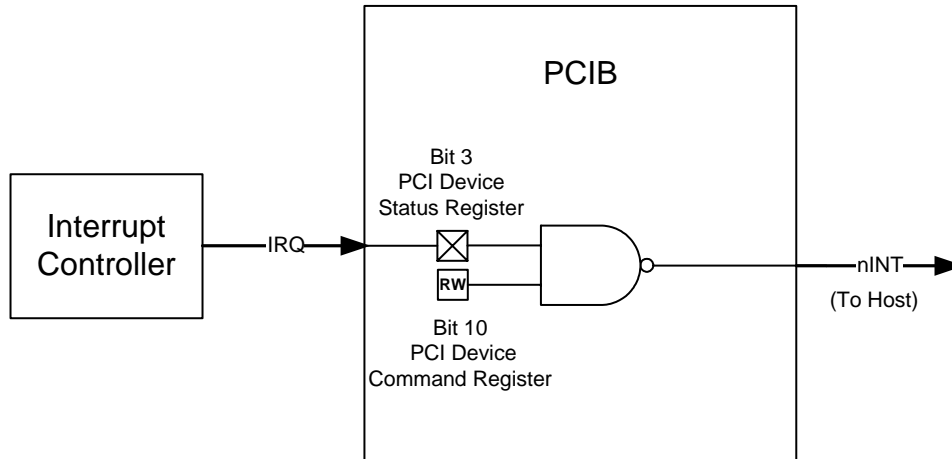 PCIB
Bit 3
PCI Device
Status Register
Interrupt
Controller
IRQ
RW
nINT
(To Host)
Bit 10
PCI Device
Command Register